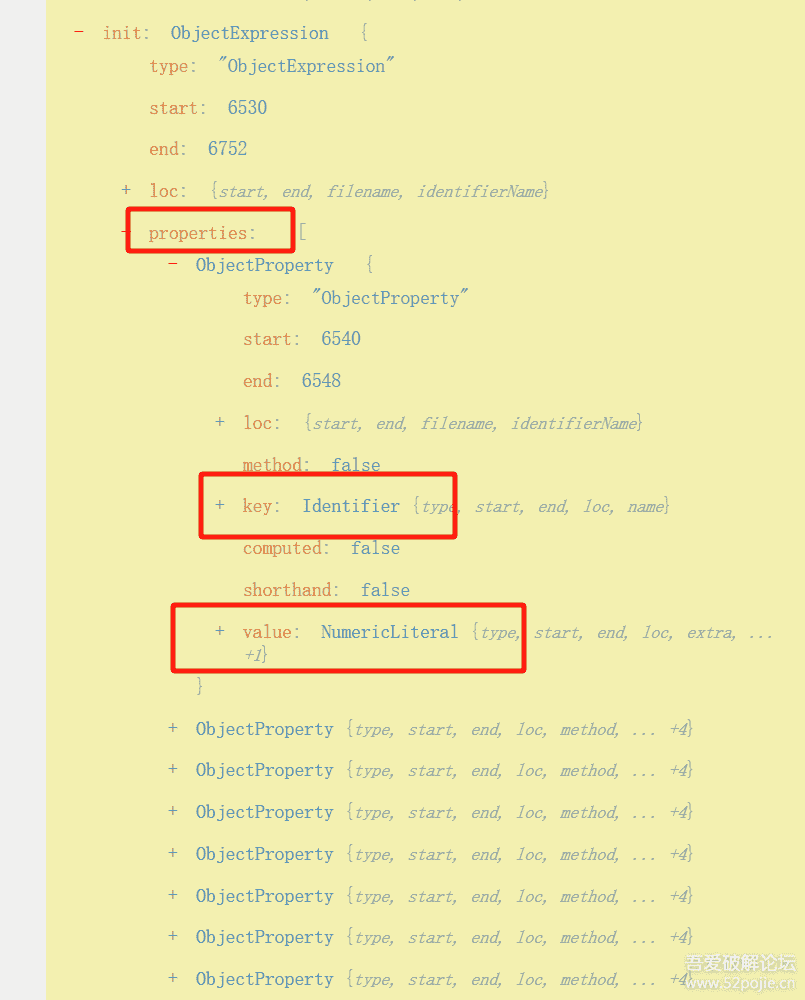 - init: ObjectExpression {
type: "ObjectExpression"
start: 6530
end: 6752
+ loc: {start, end, filename, identifierName}
- properties: [
- ObjectProperty {
type: "ObjectProperty"
start: 6540
end: 6548
+ loc: {start, end, filename, identifierName}
method: false
+ key: Identifier {type, start, end, loc, name}
computed: false
shorthand: false
+ value: NumericLiteral {type, start, end, loc, extra, ...
+1}
}
+ ObjectProperty {type, start, end, loc, method, ... +4}
+ ObjectProperty {type, start, end, loc, method, ... +4}
+ ObjectProperty {type, start, end, loc, method, ... +4}
+ ObjectProperty {type, start, end, loc, method, ... +4}
+ ObjectProperty {type, start, end, loc, method, ... +4}
+ ObjectProperty {type, start, end, loc, method, ... +4}
+ ObjectProperty {type, start, end, loc, method, ... +4}
吾爱破解论坛
www.52pojie.cn